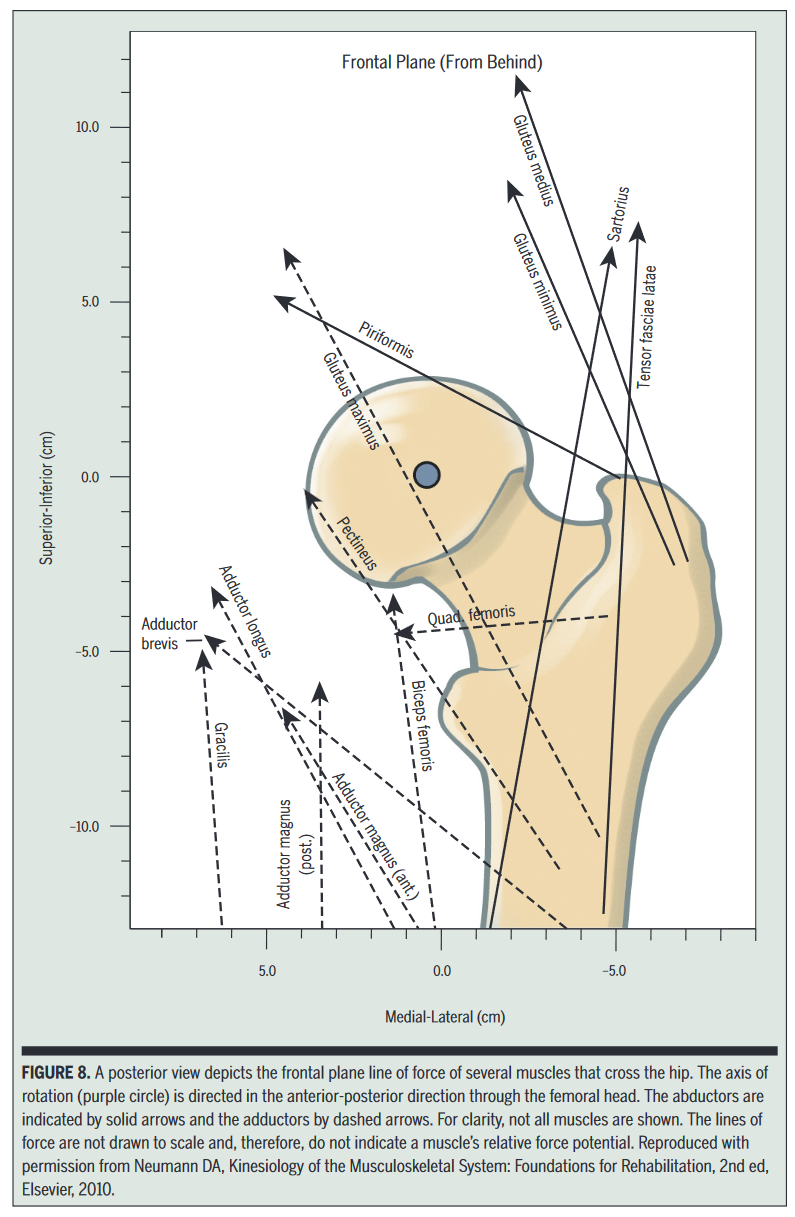 Frontal Plane (From Behind)
10.0
5.0
0.0
–5.0
–10.0
Superior-Inferior (cm)
Gluteus medius
Gluteus minimus
Sartorius
Tensor fasciae latae
Piriformis
Gluteus maximus
Pectineus
Quad. femoris
Adductor longus
Adductor
brevis
Gracilis
Biceps femoris
Adductor magnus
(post.)
Adductor magnus (ant.)
5.0
0.0
–5.0
Medial-Lateral (cm)
FIGURE 8. A posterior view depicts the frontal plane line of force of several muscles that cross the hip. The axis of
rotation (purple circle) is directed in the anterior-posterior direction through the femoral head. The abductors are
indicated by solid arrows and the adductors by dashed arrows. For clarity, not all muscles are shown. The lines of
force are not drawn to scale and, therefore, do not indicate a muscle's relative force potential. Reproduced with
permission from Neumann DA, Kinesiology of the Musculoskeletal System: Foundations for Rehabilitation, 2nd ed,
Elsevier, 2010.